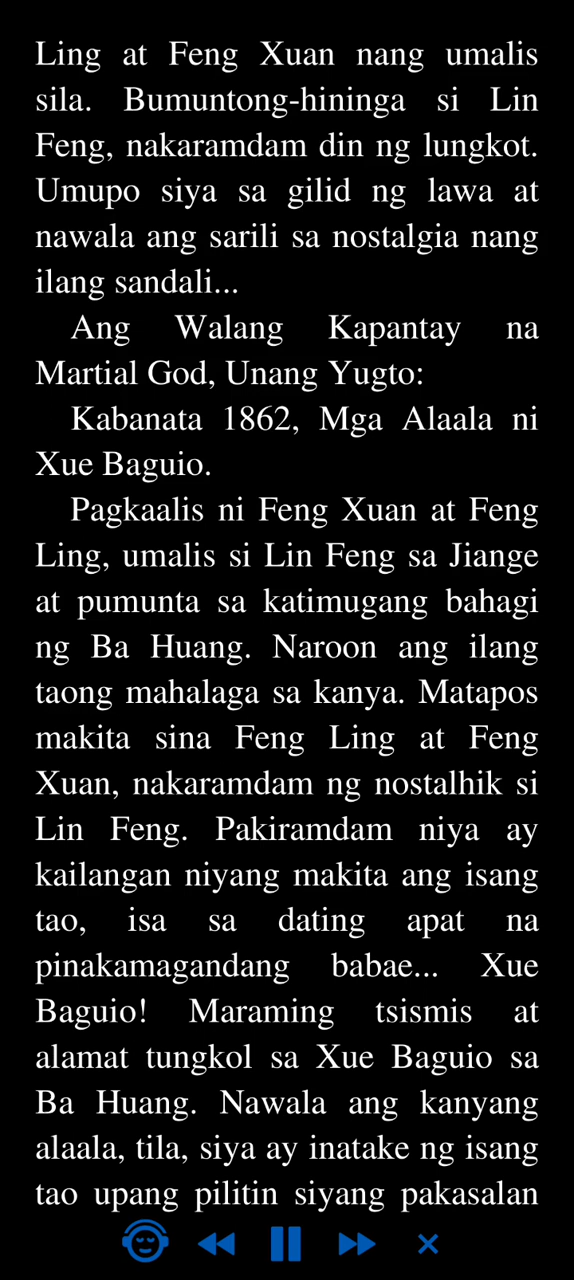 Ling at Feng Xuan nang umalis
sila. Bumuntong-hininga si Lin
Feng, nakaramdam din ng lungkot.
Umupo siya sa gilid ng lawa at
nawala ang sarili sa nostalgia nang
ilang sandali...
Ang Walang Kapantay na
Martial God, Unang Yugto:
Kabanata 1862, Mga Alaala ni
Xue Baguio.
Pagkaalis ni Feng Xuan at Feng
Ling, umalis si Lin Feng sa Jiange
at pumunta sa katimugang bahagi
ng Ba Huang. Naroon ang ilang
taong mahalaga sa kanya. Matapos
makita sina Feng Ling at Feng
Xuan, nakaramdam ng nostalhik si
Lin Feng. Pakiramdam niya ay
kailangan niyang makita ang isang
tao, isa sa dating apat na
pinakamagandang babae... Xue
Baguio! Maraming tsismis at
alamat tungkol sa Xue Baguio sa
Ba Huang. Nawala ang kanyang
alaala, tila, siya ay inatake ng isang
tao upang pilitin siyang pakasalan